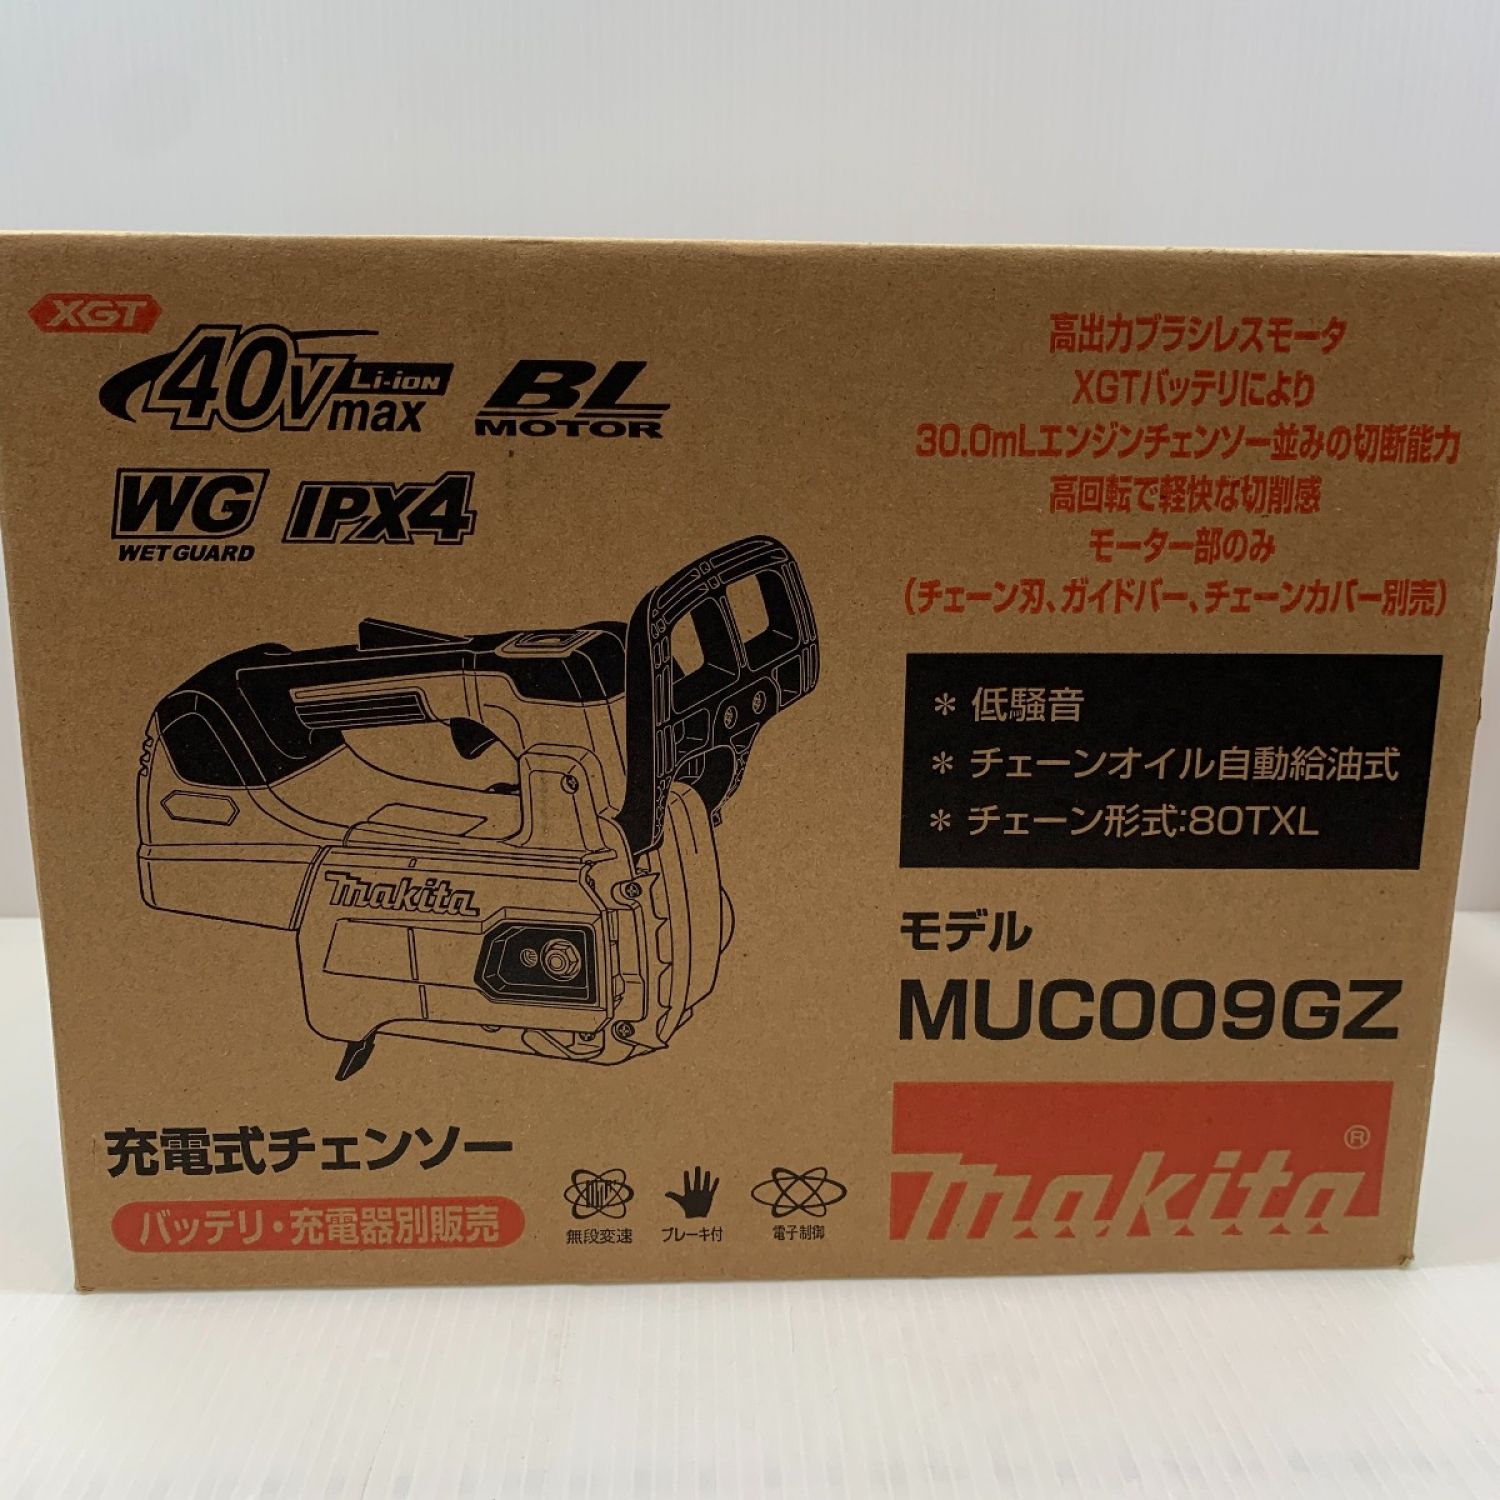 XGT
40Vmax Li-ion
BL
MOTOR
WG
WET GUARD
IPX4
高出力ブラシレスモータ
XGTバッテリにより
30.0mLエンジンチェンソー並みの切断能力
高回転で軽快な切削感
モーター部のみ
(チェーン刃、ガイドバー、チェーンカバー別売)
* 低騒音
* チェーンオイル自動給油式
* チェーン形式:80TXL
makita
モデル
MUC009GZ
充電式チェンソー
バッテリ・充電器別販売
無段変速
ブレーキ付
電子制御
makita®